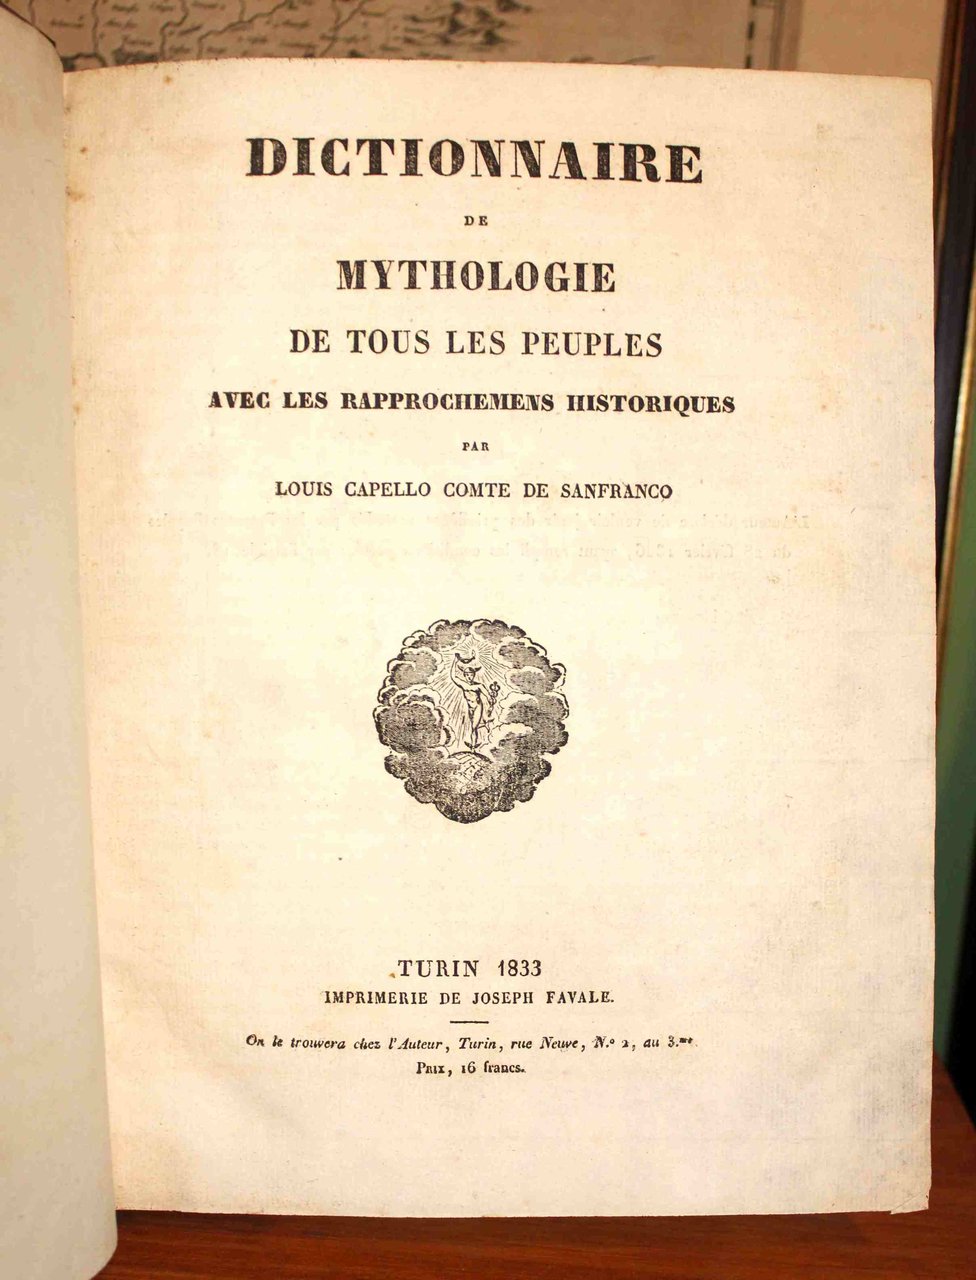 DICTIONNAIRE
DE
MYTHOLOGIE
DE TOUS LES PEUPLES
AVEC LES RAPPROCHEMENS HISTORIQUES
PAR
LOUIS CAPELLO COMTE DE SANFRANCO
TURIN 1833
IMPRIMERIE DE JOSEPH FAVALE.
On le trouvera chez l'Auteur, Turin, rue Neuve, N.º 2, au 3.me
Prix, 16 francs.